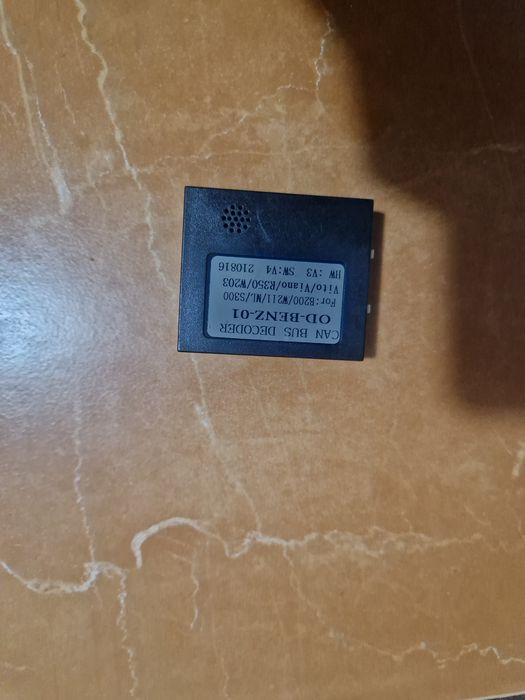 CAN BUS DECODER
OD-BENZ-01
For:B200/W211/ML/S300
Vito/Viano/R350/W203
HW :V3 SW:V4 210816